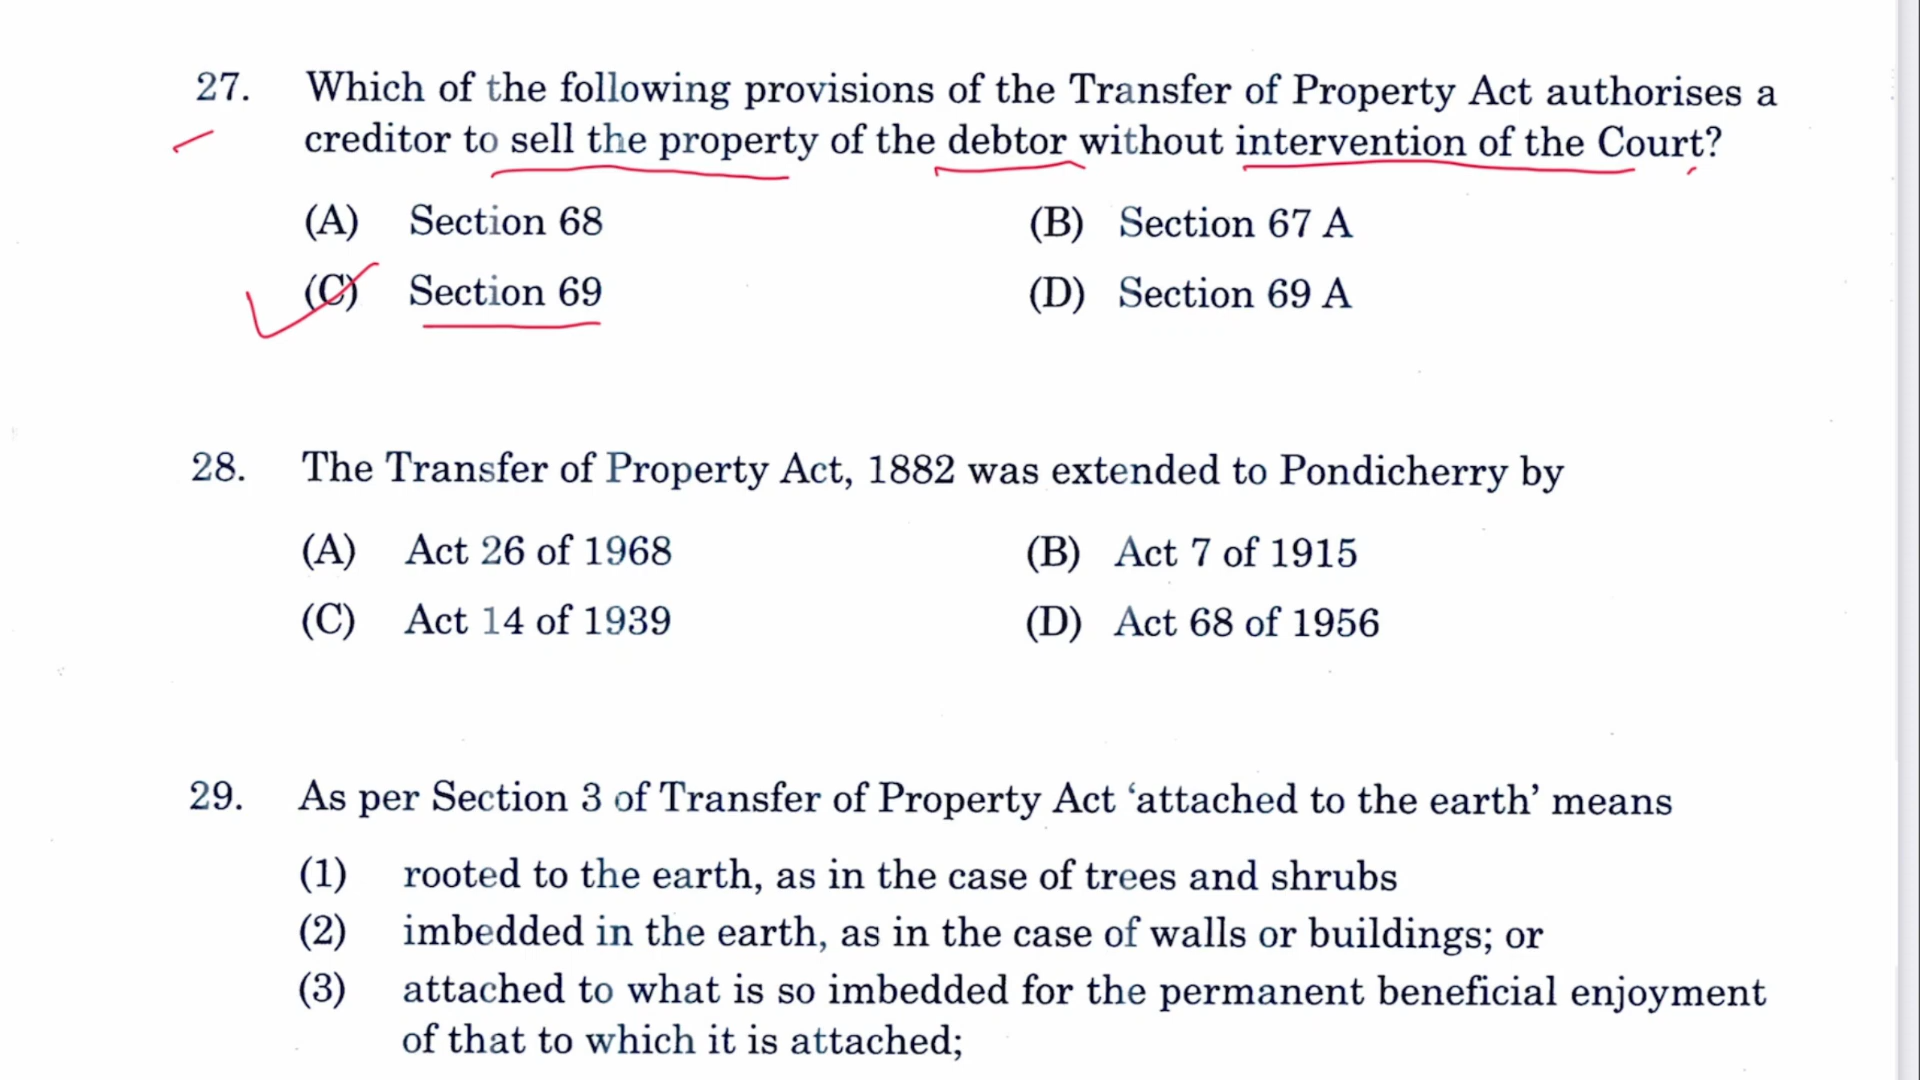 27. Which of the following provisions of the Transfer of Property Act authorises a
creditor to sell the property of the debtor without intervention of the Court?
(A) Section 68 (B) Section 67 A
(C) Section 69 (D) Section 69 A
28. The Transfer of Property Act, 1882 was extended to Pondicherry by
(A) Act 26 of 1968 (B) Act 7 of 1915
(C) Act 14 of 1939 (D) Act 68 of 1956
29. As per Section 3 of Transfer of Property Act ‘attached to the earth’ means
(1) rooted to the earth, as in the case of trees and shrubs
(2) imbedded in the earth, as in the case of walls or buildings; or
(3) attached to what is so imbedded for the permanent beneficial enjoyment
of that to which it is attached;